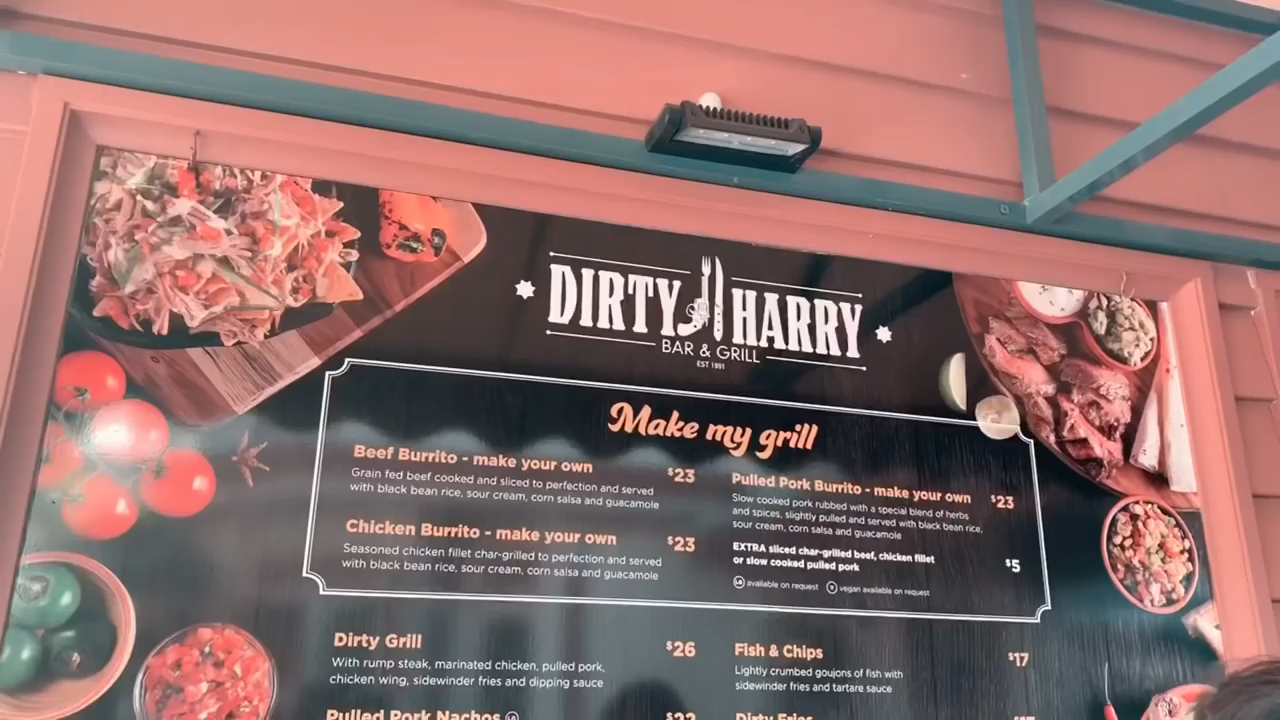 DIRTY HARRY
BAR & GRILL
EST 1991
Make my grill
Beef Burrito - make your own $23
Grain fed beef cooked and sliced to perfection and served
with black bean rice, sour cream, corn salsa and guacamole
Chicken Burrito - make your own $23
Seasoned chicken fillet char-grilled to perfection and served
with black bean rice, sour cream, corn salsa and guacamole
Pulled Pork Burrito - make your own $23
Slow cooked pork rubbed with a special blend of herbs
and spices, slightly pulled and served with black bean rice,
sour cream, corn salsa and guacamole
EXTRA sliced char-grilled beef, chicken fillet
or slow cooked pulled pork $5
LG available on request V vegan available on request
Dirty Grill $26
With rump steak, marinated chicken, pulled pork,
chicken wing, sidewinder fries and dipping sauce
Pulled Pork Nachos
Fish & Chips $17
Lightly crumbed goujons of fish with
sidewinder fries and tartare sauce
Dirty Fries